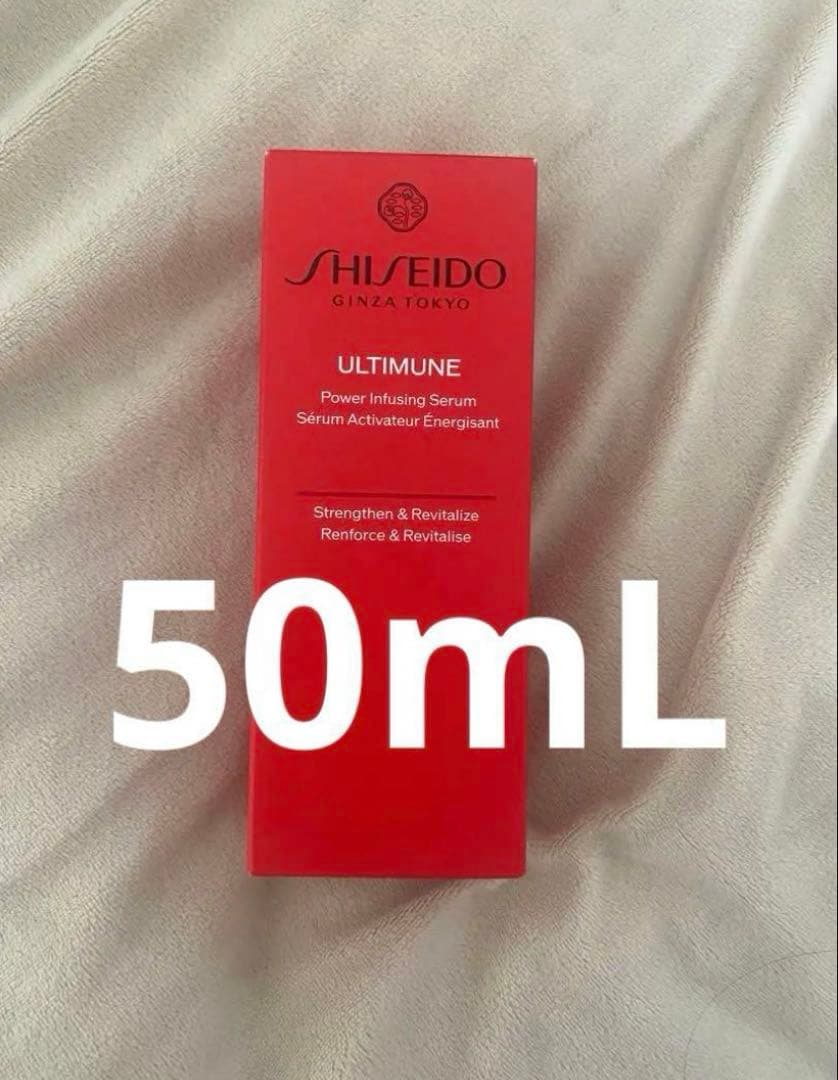 SHISEIDO
GINZA TOKYO
ULTIMUNE
Power Infusing Serum
Sérum Activateur Énergisant
Strengthen & Revitalize
Renforce & Revitalise
50mL